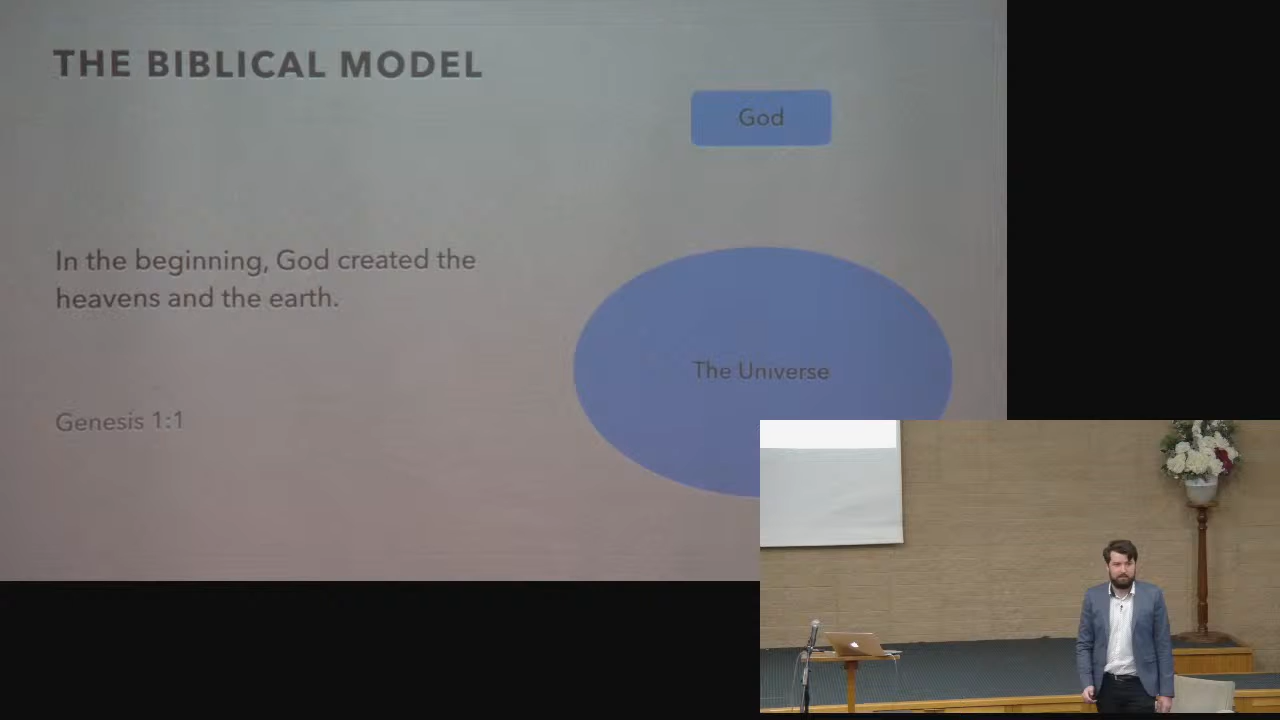 THE BIBLICAL MODEL
God
In the beginning, God created the
heavens and the earth.
The Universe
Genesis 1:1